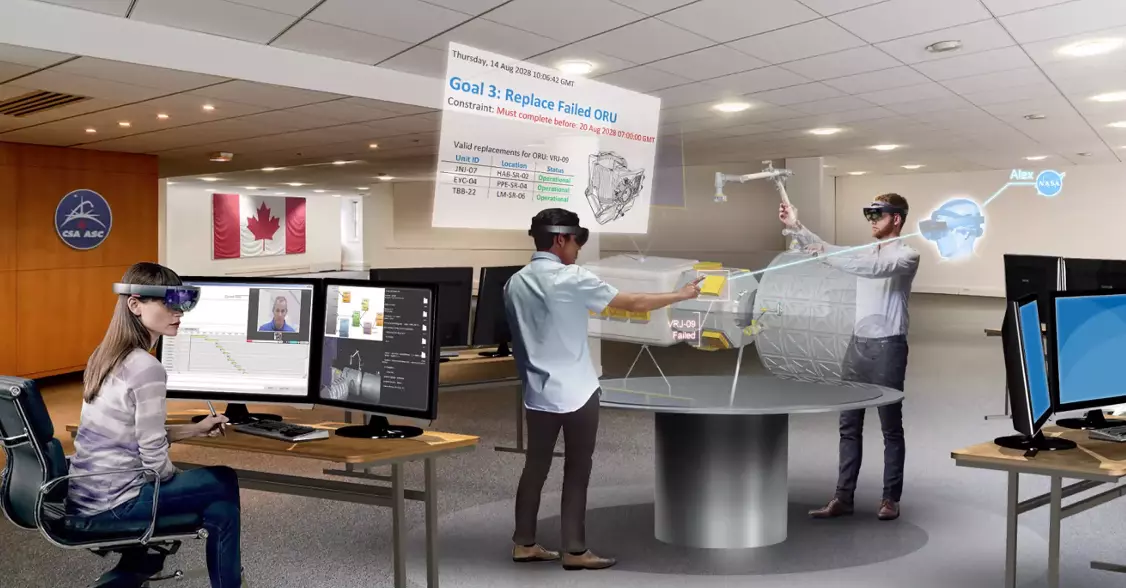 Thursday, 14 Aug 2028 10:06:42 GMT
Goal 3: Replace Failed ORU
Constraint: Must complete before: 20 Aug 2028 07:00:00 GMT
Valid replacements for ORU: VRJ-09
Unit ID Location Status
JNJ-07 HAB-SR-02 Operational
EYC-04 PPE-SR-04 Operational
TBB-22 LM-SR-06 Operational
Alex NASA
CSA ASC
VRJ-09
Failed